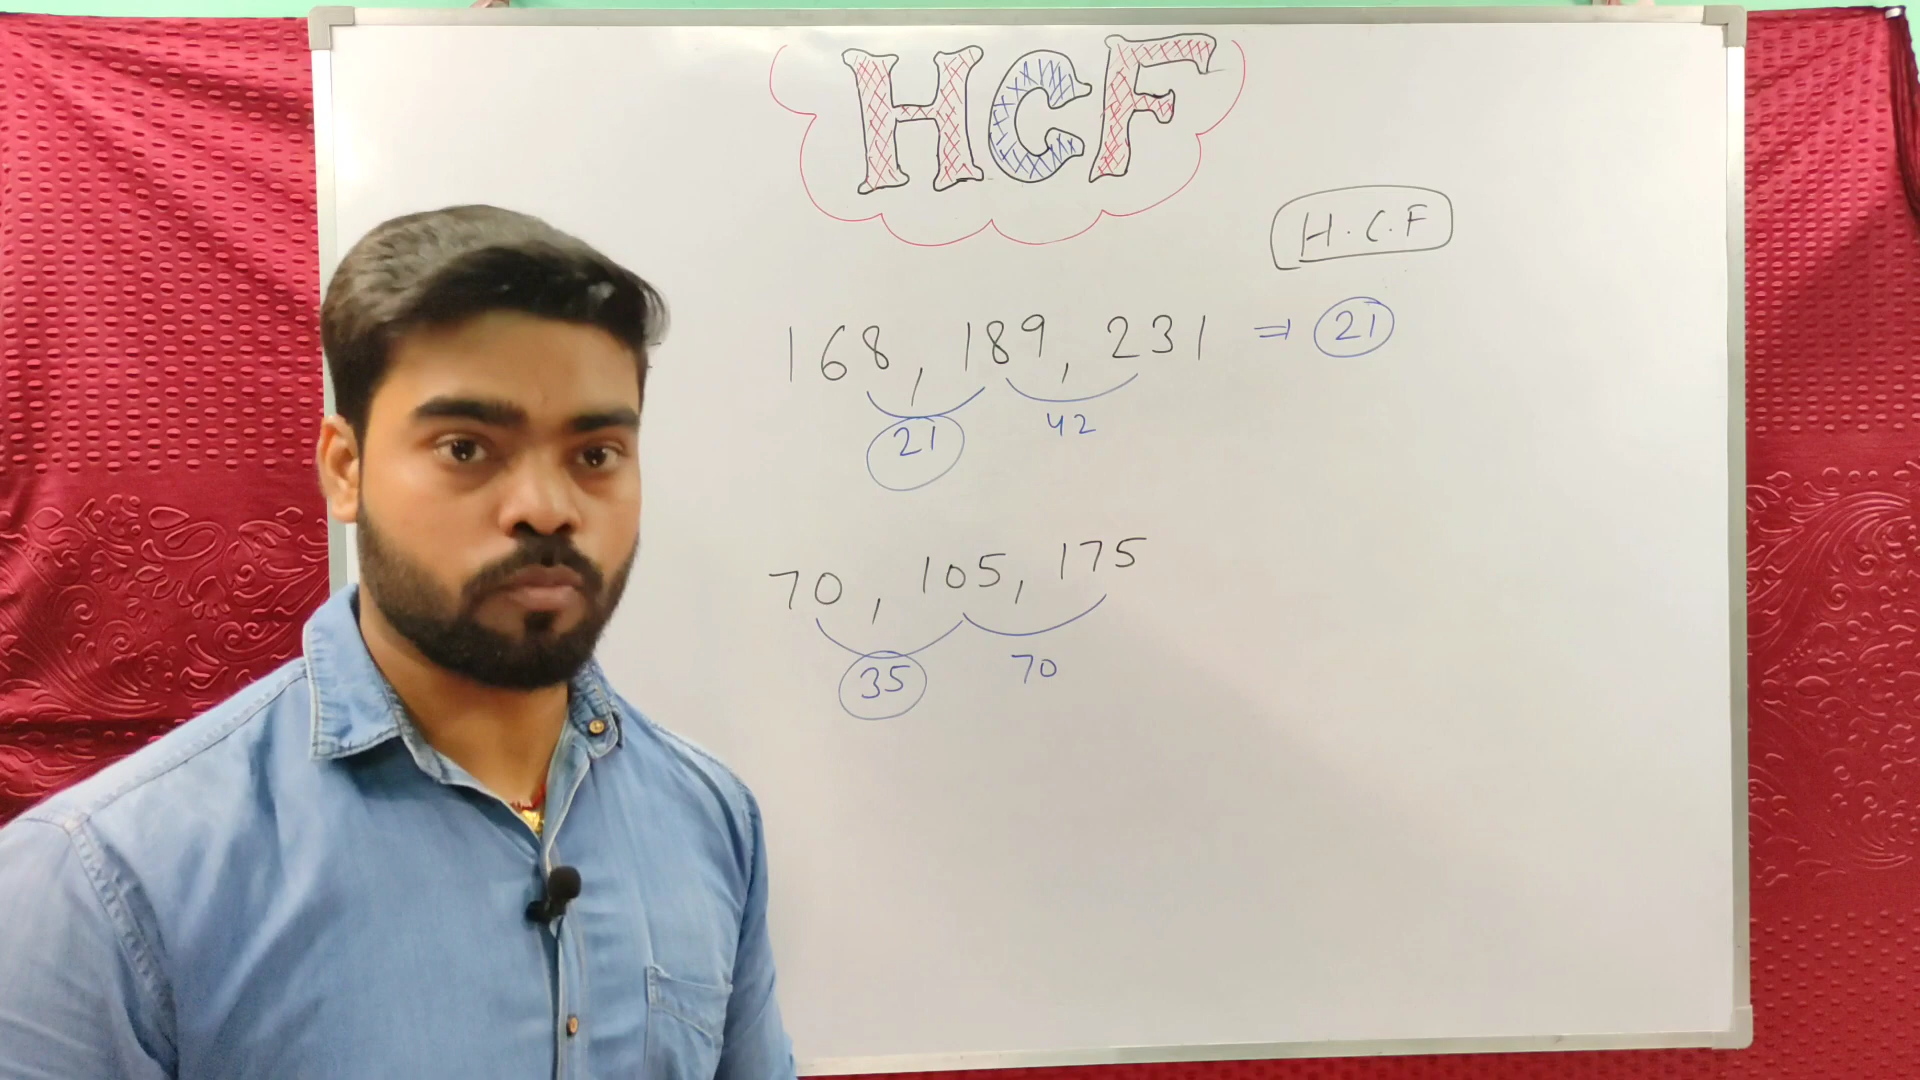 HCF
H.C.F
168, 189, 231 ⇒ 21
21 42
70, 105, 175
35 70